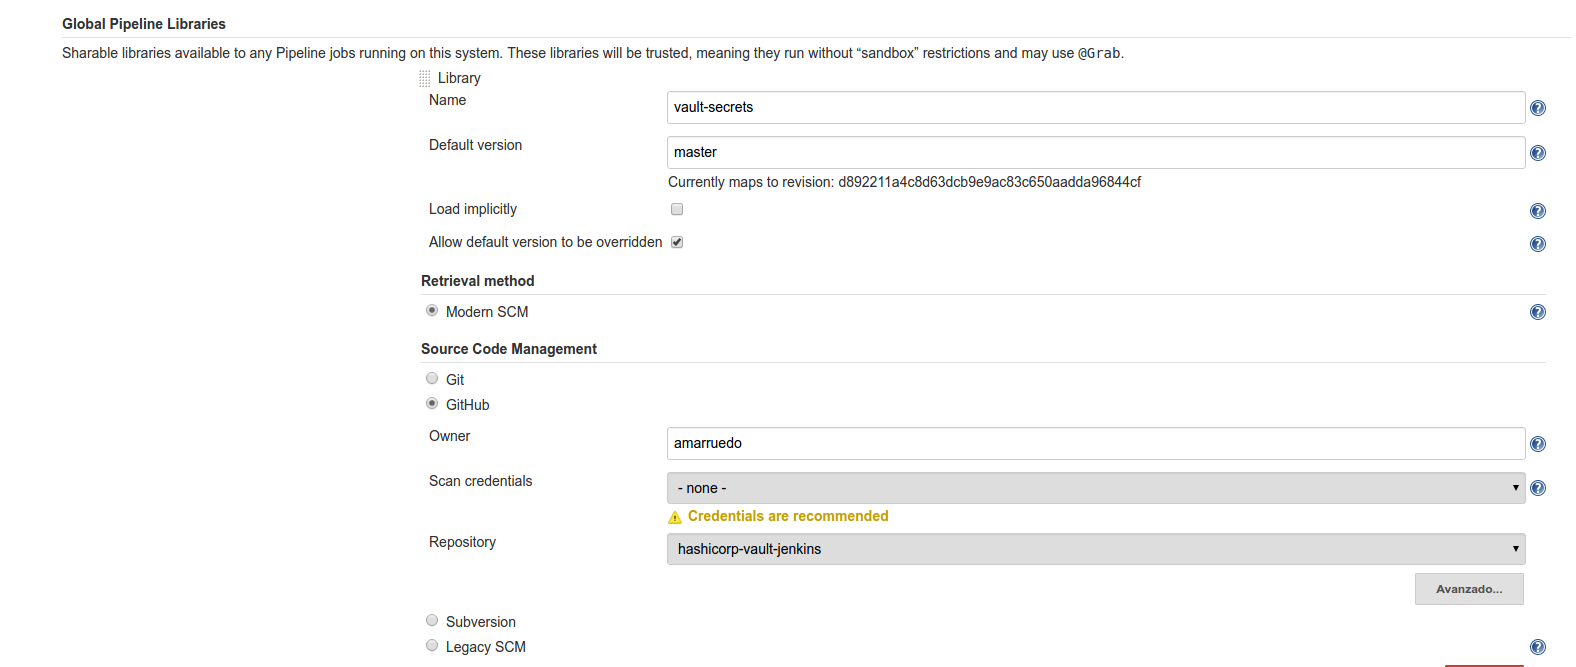 Global Pipeline Libraries
Sharable libraries available to any Pipeline jobs running on this system. These libraries will be trusted, meaning they run without “sandbox” restrictions and may use @Grab.
Library
Name
vault-secrets
Default version
master
Currently maps to revision: d892211a4c8d63dcb9e9ac83c650aadda96844cf
Load implicitly
Allow default version to be overridden
Retrieval method
Modern SCM
Source Code Management
Git
GitHub
Owner
amarruedo
Scan credentials
- none -
Credentials are recommended
Repository
hashicorp-vault-jenkins
Avanzado...
Subversion
Legacy SCM